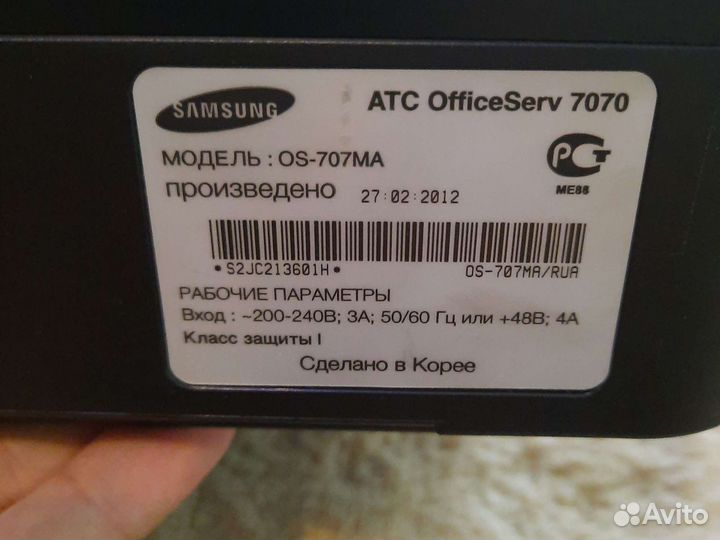 SAMSUNG
АТС OfficeServ 7070
МОДЕЛЬ : OS-707MA
произведено 27:02:2012
РСТ
ME88
*S2JC213601H* OS-707MA/RUA
РАБОЧИЕ ПАРАМЕТРЫ
Вход : ~200-240В; 3А; 50/60 Гц или +48В; 4А
Класс защиты I
Сделано в Корее
Avito